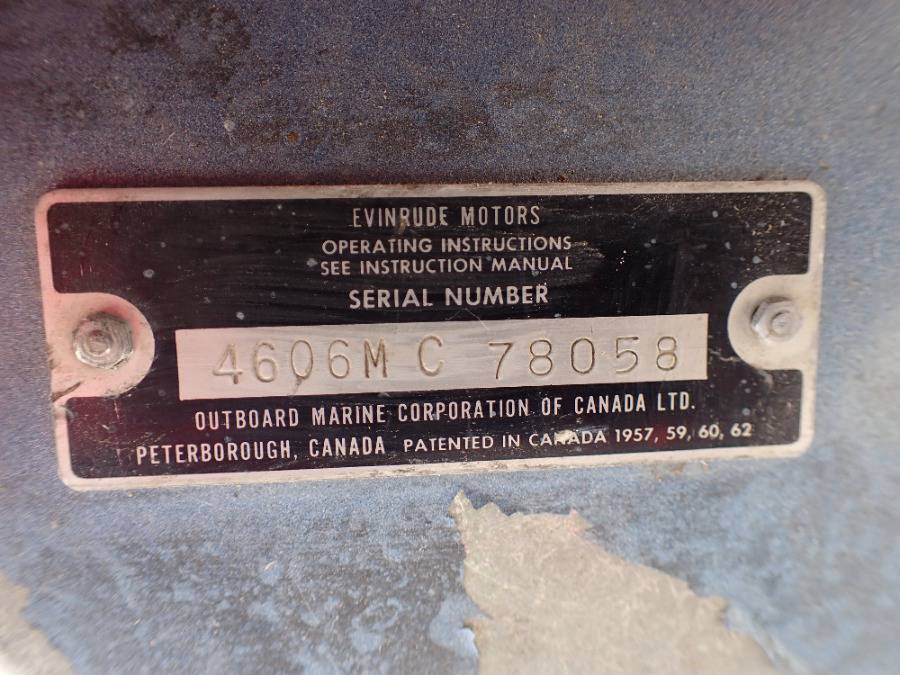 EVINRUDE MOTORS
OPERATING INSTRUCTIONS
SEE INSTRUCTION MANUAL
SERIAL NUMBER
4606M C 78058
OUTBOARD MARINE CORPORATION OF CANADA LTD.
PETERBOROUGH, CANADA PATENTED IN CANADA 1957, 59, 60, 62